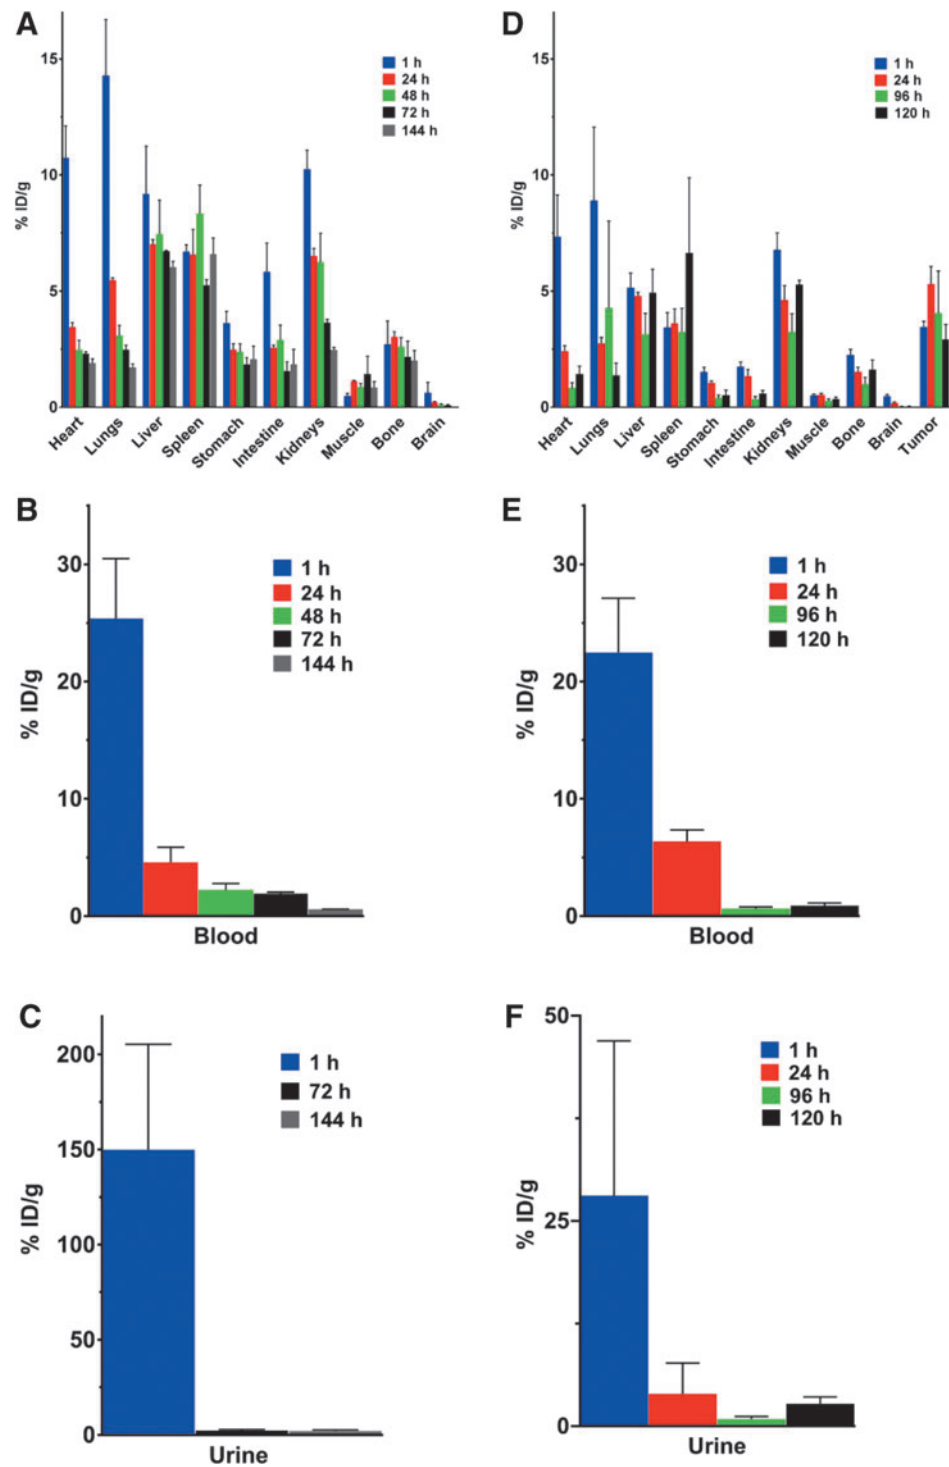 A
% ID/g
15
10
5
0
1 h
24 h
48 h
72 h
144 h
Heart
Lungs
Liver
Spleen
Stomach
Intestine
Kidneys
Muscle
Bone
Brain
D
% ID/g
15
10
5
0
1 h
24 h
96 h
120 h
Heart
Lungs
Liver
Spleen
Stomach
Intestine
Kidneys
Muscle
Bone
Brain
Tumor
B
% ID/g
30
20
10
0
1 h
24 h
48 h
72 h
144 h
Blood
E
% ID/g
30
20
10
0
1 h
24 h
96 h
120 h
Blood
C
% ID/g
200
150
100
50
0
1 h
72 h
144 h
Urine
F
% ID/g
50
25
0
1 h
24 h
96 h
120 h
Urine